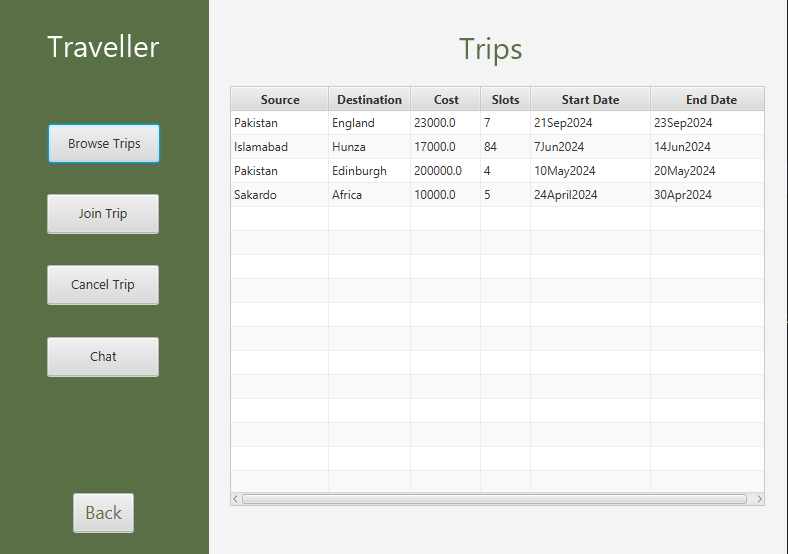 Traveller
Browse Trips
Join Trip
Cancel Trip
Chat
Back
Trips
Source Destination Cost Slots Start Date End Date
Pakistan England 23000.0 7 21Sep2024 23Sep2024
Islamabad Hunza 17000.0 84 7Jun2024 14Jun2024
Pakistan Edinburgh 200000.0 4 10May2024 20May2024
Sakardo Africa 10000.0 5 24April2024 30Apr2024